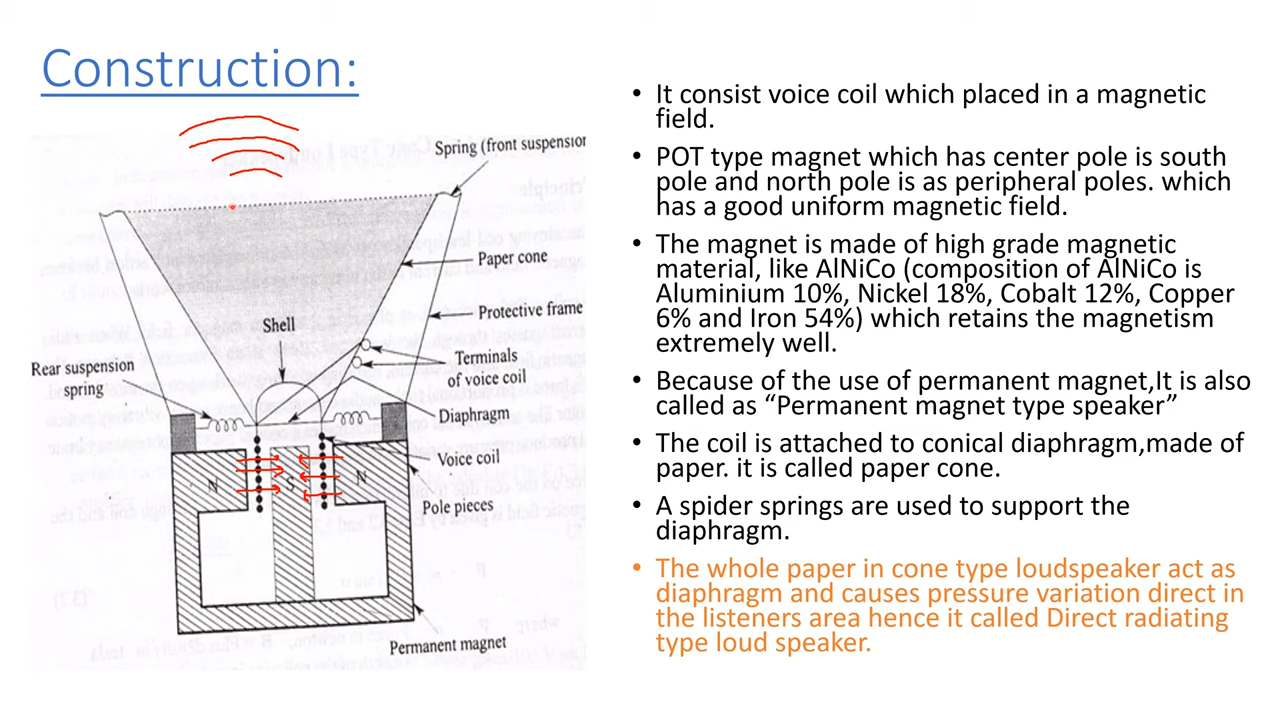 Construction:
Spring (front suspension
Paper cone
Protective frame
Shell
Terminals
of voice coil
Rear suspension
spring
Diaphragm
Voice coil
N
S
N
Pole pieces
Permanent magnet
• It consist voice coil which placed in a magnetic
field.
• POT type magnet which has center pole is south
pole and north pole is as peripheral poles. which
has a good uniform magnetic field.
• The magnet is made of high grade magnetic
material, like AlNiCo (composition of AlNiCo is
Aluminium 10%, Nickel 18%, Cobalt 12%, Copper
6% and Iron 54%) which retains the magnetism
extremely well.
• Because of the use of permanent magnet,It is also
called as “Permanent magnet type speaker”
• The coil is attached to conical diaphragm,made of
paper. it is called paper cone.
• A spider springs are used to support the
diaphragm.
• The whole paper in cone type loudspeaker act as
diaphragm and causes pressure variation direct in
the listeners area hence it called Direct radiating
type loud speaker.